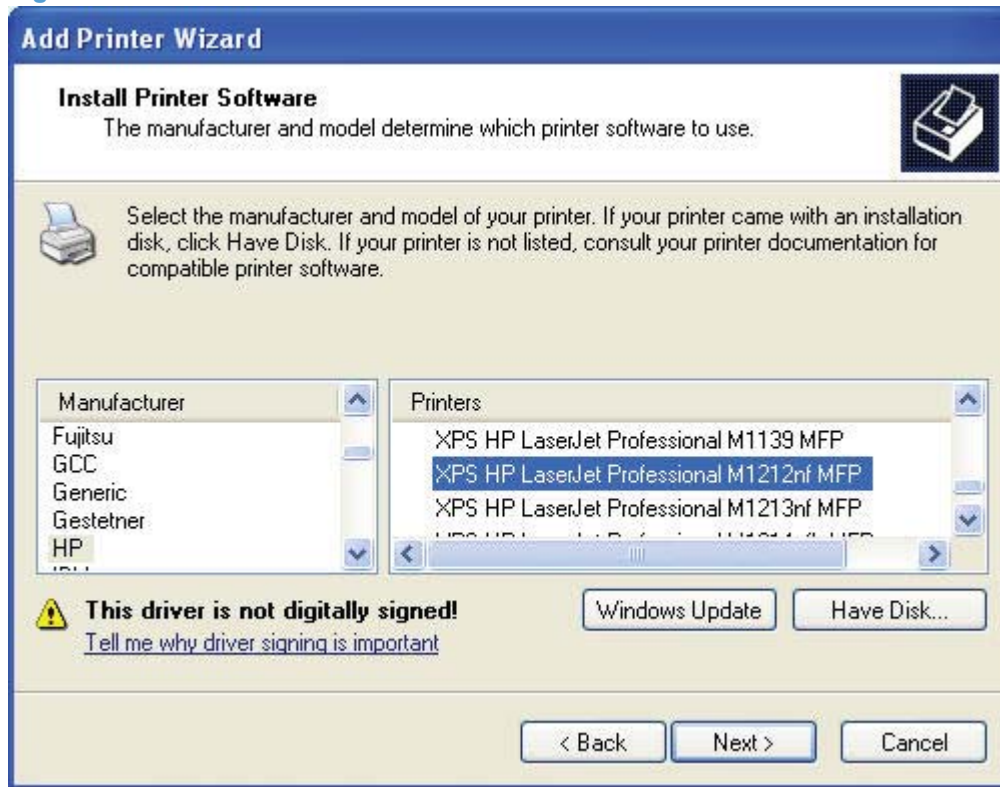 Add Printer Wizard
Install Printer Software
The manufacturer and model determine which printer software to use.
Select the manufacturer and model of your printer. If your printer came with an installation
disk, click Have Disk. If your printer is not listed, consult your printer documentation for
compatible printer software.
Manufacturer
Fujitsu
GCC
Generic
Gestetner
HP
Printers
XPS HP LaserJet Professional M1139 MFP
XPS HP LaserJet Professional M1212nf MFP
XPS HP LaserJet Professional M1213nf MFP
This driver is not digitally signed!
Tell me why driver signing is important
Windows Update
Have Disk...
< Back
Next >
Cancel